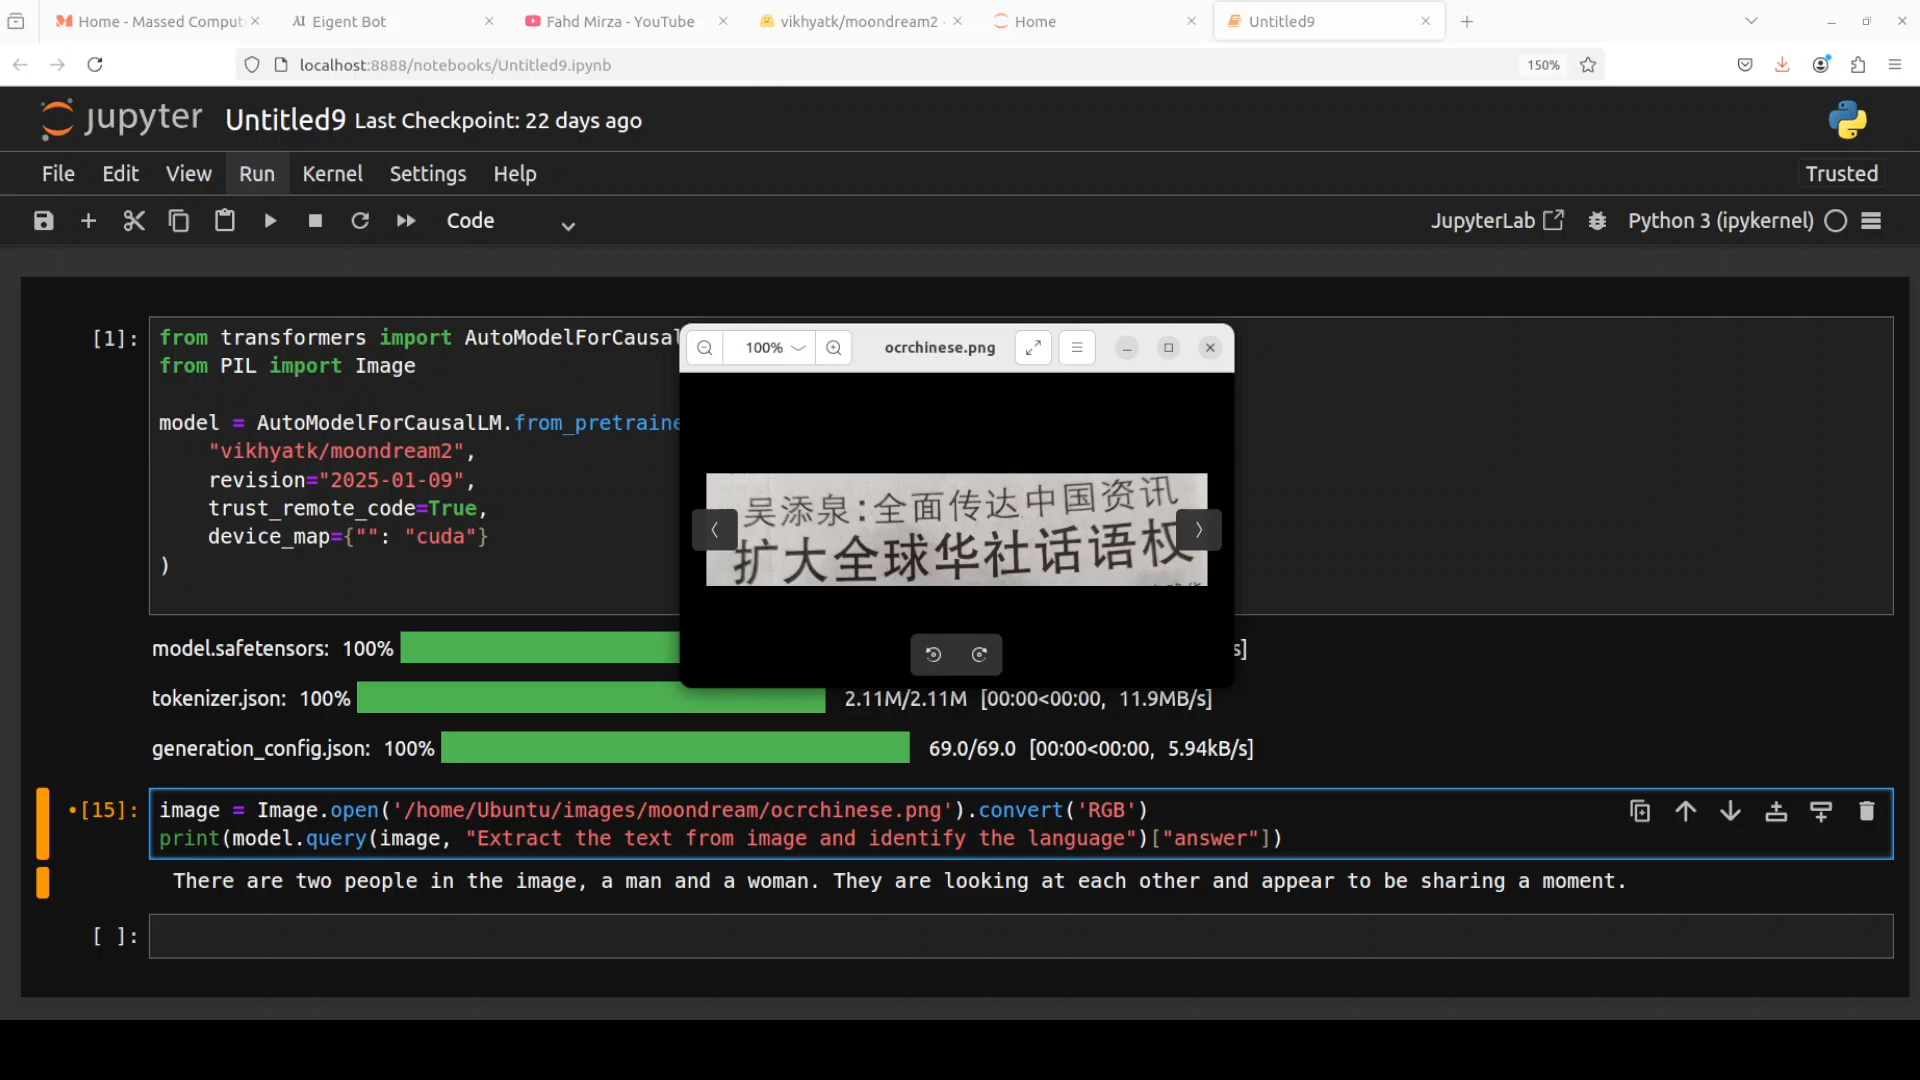 Home - Massed Comput
Eigent Bot
Fahd Mirza - YouTube
vikhyatk/moondream2 -
Home
Untitled9
localhost:8888/notebooks/Untitled9.ipynb
150%
jupyter Untitled9 Last Checkpoint: 22 days ago
File Edit View Run Kernel Settings Help
Trusted
Code
JupyterLab
Python 3 (ipykernel)
[1]:
from transformers import AutoModelForCausal
from PIL import Image
model = AutoModelForCausalLM.from_pretraine
"vikhyatk/moondream2",
revision="2025-01-09",
trust_remote_code=True,
device_map={"": "cuda"}
)
100%
ocrchinese.png
吴添泉:全面传达中国资讯
扩大全球华社话语权
model.safetensors: 100%
s]
tokenizer.json: 100% 2.11M/2.11M [00:00<00:00, 11.9MB/s]
generation_config.json: 100% 69.0/69.0 [00:00<00:00, 5.94kB/s]
•[15]:
image = Image.open('/home/Ubuntu/images/moondream/ocrchinese.png').convert('RGB')
print(model.query(image, "Extract the text from image and identify the language")["answer"])
There are two people in the image, a man and a woman. They are looking at each other and appear to be sharing a moment.
[ ]: